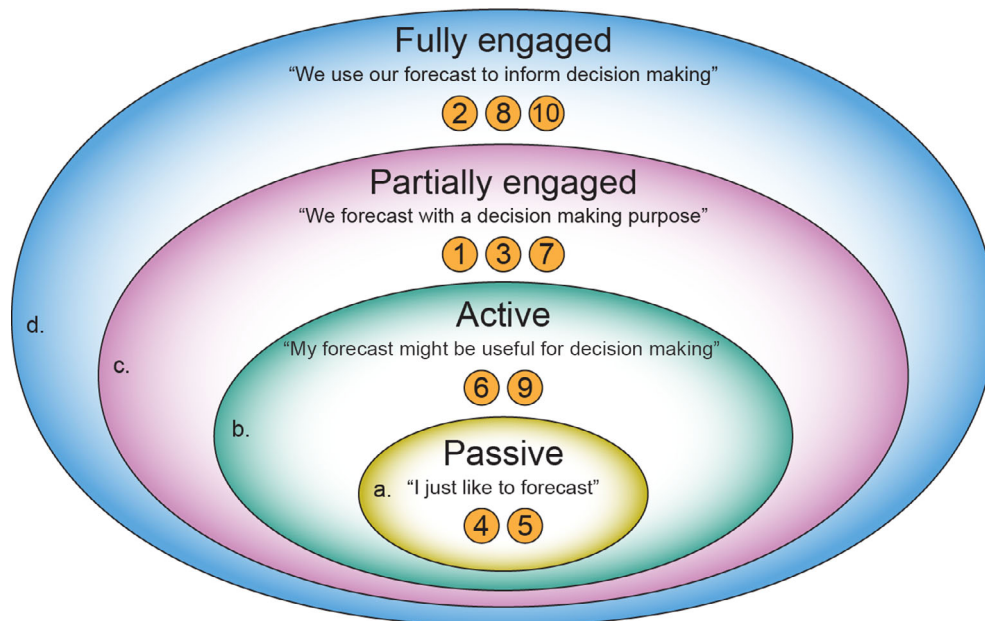 Fully engaged
“We use our forecast to inform decision making”
2 8 10
Partially engaged
“We forecast with a decision making purpose”
1 3 7
Active
“My forecast might be useful for decision making”
d.
c.
6 9
b.
Passive
a. “I just like to forecast”
4 5